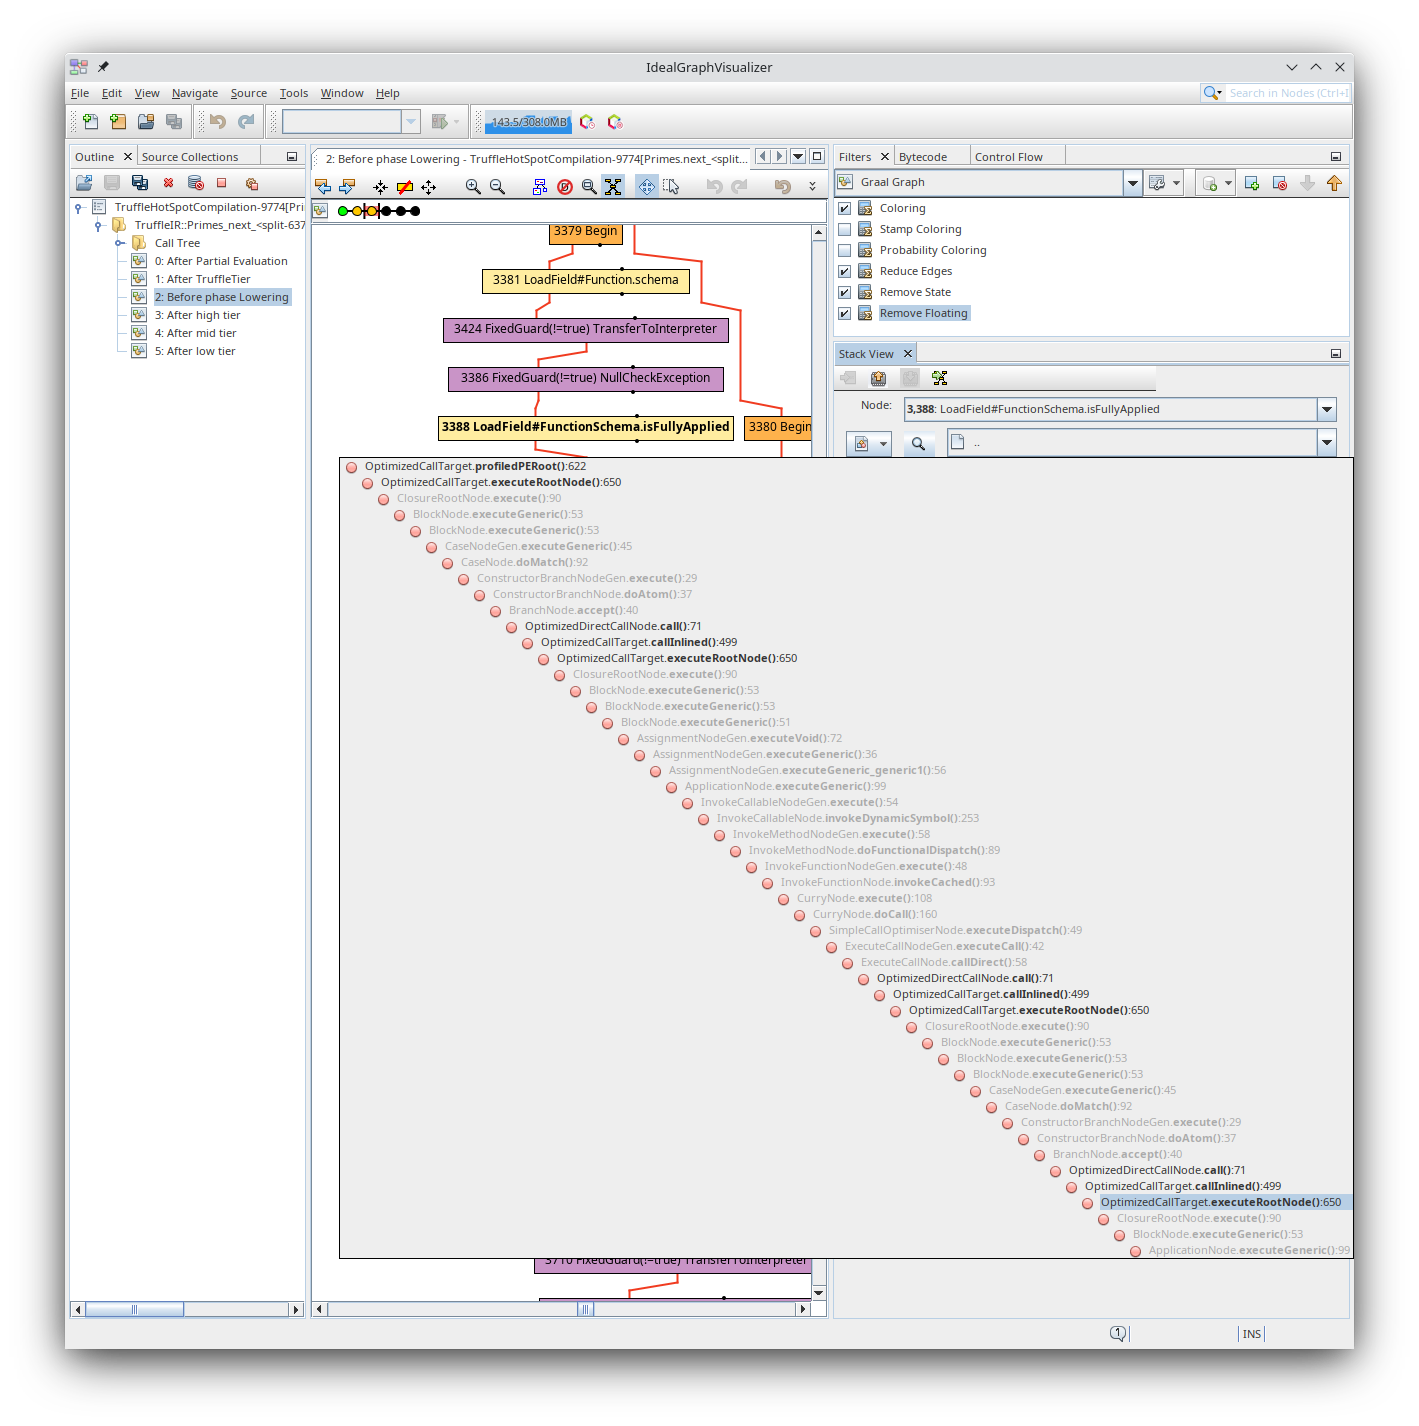 IdealGraphVisualizer
File Edit View Navigate Source Tools Window Help
Search in Nodes (Ctrl+I
143.5/308.0MB
Outline
Source Collections
TruffleHotSpotCompilation-9774[Pri
TruffleIR::Primes_next_<split-637
Call Tree
0: After Partial Evaluation
1: After TruffleTier
2: Before phase Lowering
3: After high tier
4: After mid tier
5: After low tier
2: Before phase Lowering - TruffleHotSpotCompilation-9774[Primes.next_<split...
3379 Begin
3381 LoadField#Function.schema
3424 FixedGuard(!=true) TransferToInterpreter
3386 FixedGuard(!=true) NullCheckException
3388 LoadField#FunctionSchema.isFullyApplied
3380 Begin
Filters
Bytecode
Control Flow
Graal Graph
Coloring
Stamp Coloring
Probability Coloring
Reduce Edges
Remove State
Remove Floating
Stack View
Node:
3,388: LoadField#FunctionSchema.isFullyApplied
..
OptimizedCallTarget.profiledPERoot():622
OptimizedCallTarget.executeRootNode():650
ClosureRootNode.execute():90
BlockNode.executeGeneric():53
BlockNode.executeGeneric():53
CaseNodeGen.executeGeneric():45
CaseNode.doMatch():92
ConstructorBranchNodeGen.execute():29
ConstructorBranchNode.doAtom():37
BranchNode.accept():40
OptimizedDirectCallNode.call():71
OptimizedCallTarget.callInlined():499
OptimizedCallTarget.executeRootNode():650
ClosureRootNode.execute():90
BlockNode.executeGeneric():53
BlockNode.executeGeneric():53
BlockNode.executeGeneric():51
AssignmentNodeGen.executeVoid():72
AssignmentNodeGen.executeGeneric():36
AssignmentNodeGen.executeGeneric_generic1():56
ApplicationNode.executeGeneric():99
InvokeCallableNodeGen.execute():54
InvokeCallableNode.invokeDynamicSymbol():253
InvokeMethodNodeGen.execute():58
InvokeMethodNode.doFunctionalDispatch():89
InvokeFunctionNodeGen.execute():48
InvokeFunctionNode.invokeCached():93
CurryNode.execute():108
CurryNode.doCall():160
SimpleCallOptimiserNode.executeDispatch():49
ExecuteCallNodeGen.executeCall():42
ExecuteCallNode.callDirect():58
OptimizedDirectCallNode.call():71
OptimizedCallTarget.callInlined():499
OptimizedCallTarget.executeRootNode():650
ClosureRootNode.execute():90
BlockNode.executeGeneric():53
BlockNode.executeGeneric():53
BlockNode.executeGeneric():53
CaseNodeGen.executeGeneric():45
CaseNode.doMatch():92
ConstructorBranchNodeGen.execute():29
ConstructorBranchNode.doAtom():37
BranchNode.accept():40
OptimizedDirectCallNode.call():71
OptimizedCallTarget.callInlined():499
OptimizedCallTarget.executeRootNode():650
ClosureRootNode.execute():90
BlockNode.executeGeneric():53
ApplicationNode.executeGeneric():99
3710 FixedGuard(!=true) TransferToInterpreter
1
INS